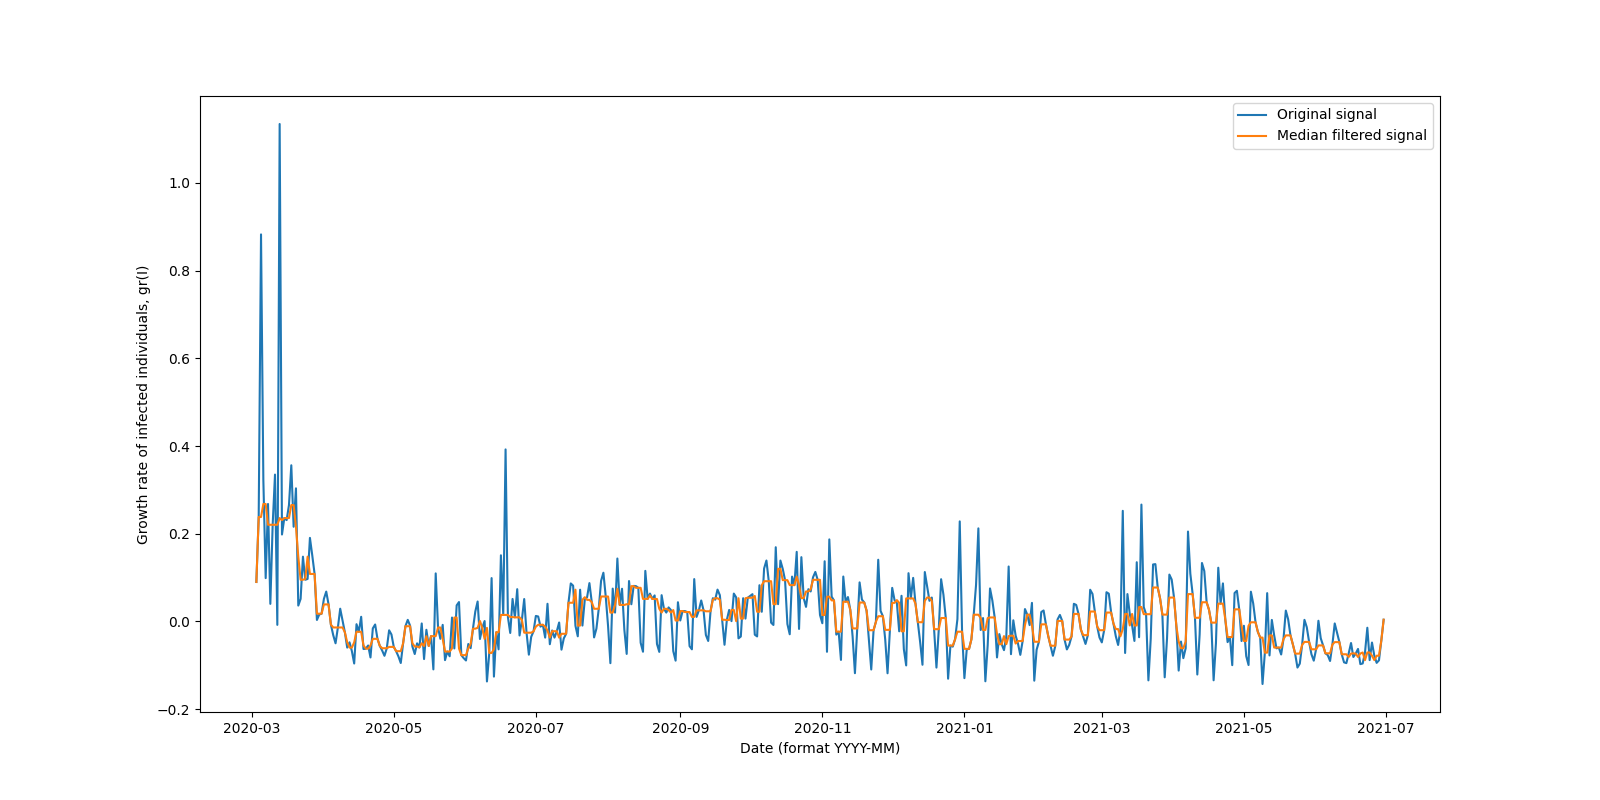 Original signal
Median filtered signal
1.0
0.8
0.6
0.4
0.2
0.0
−0.2
Growth rate of infected individuals, gr(I)
2020-03 2020-05 2020-07 2020-09 2020-11 2021-01 2021-03 2021-05 2021-07
Date (format YYYY-MM)